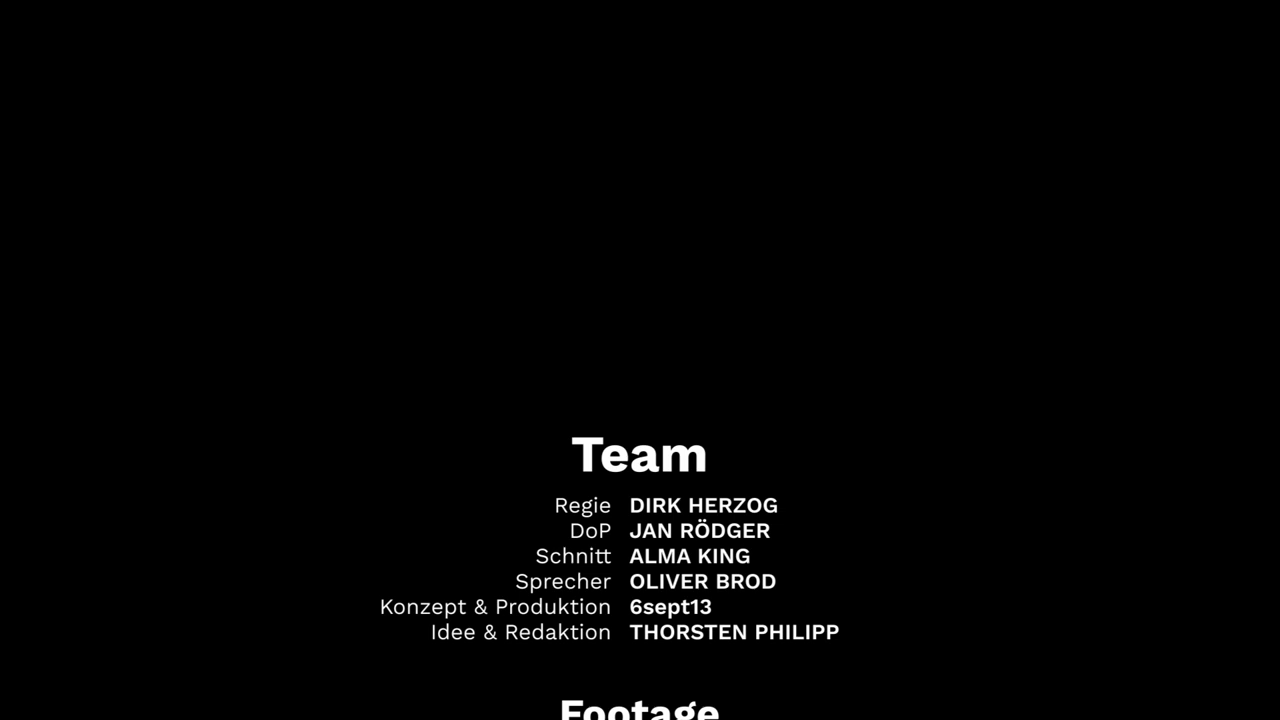 Team
Regie DIRK HERZOG
DoP JAN RÖDGER
Schnitt ALMA KING
Sprecher OLIVER BROD
Konzept & Produktion 6sept13
Idee & Redaktion THORSTEN PHILIPP
Footage